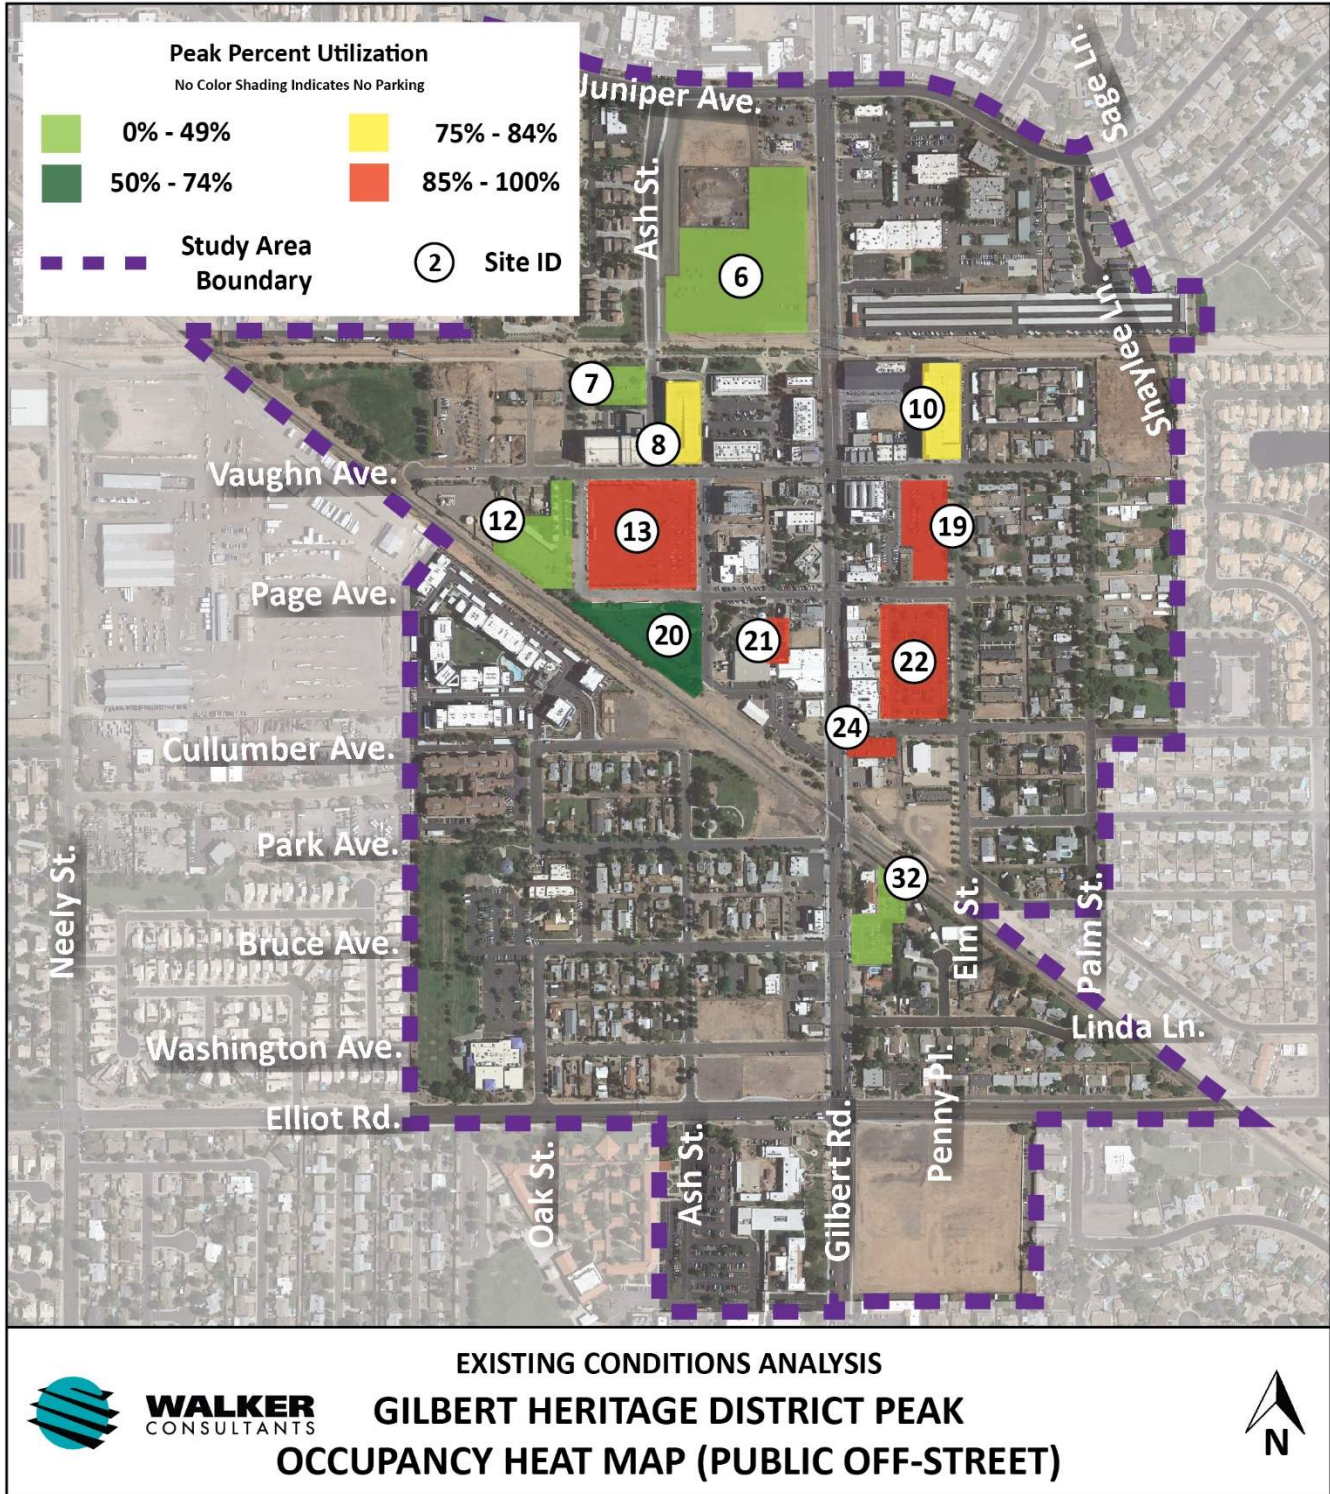 Peak Percent Utilization
No Color Shading Indicates No Parking
0% - 49%
75% - 84%
50% - 74%
85% - 100%
Study Area
Boundary
2
Site ID
Juniper Ave.
Sage Ln.
Ash St.
6
Shaylee Ln.
7
8
10
Vaughn Ave.
12
13
19
Page Ave.
20
21
22
24
Cullumber Ave.
Park Ave.
32
Neely St.
Bruce Ave.
Elm St.
Palm St.
Washington Ave.
Linda Ln.
Elliot Rd.
Oak St.
Ash St.
Gilbert Rd.
Penny Pl.
EXISTING CONDITIONS ANALYSIS
WALKER
CONSULTANTS
GILBERT HERITAGE DISTRICT PEAK
OCCUPANCY HEAT MAP (PUBLIC OFF-STREET)
N